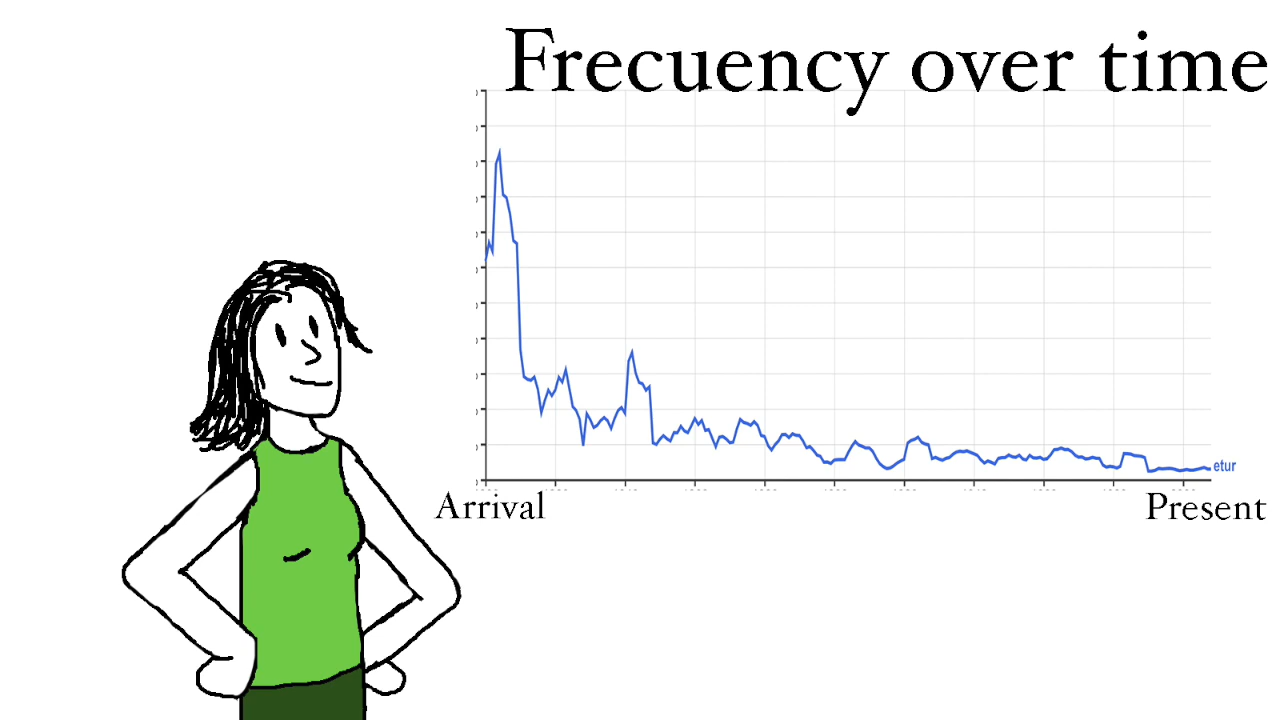 Frecuency over time
etur
Arrival
Present